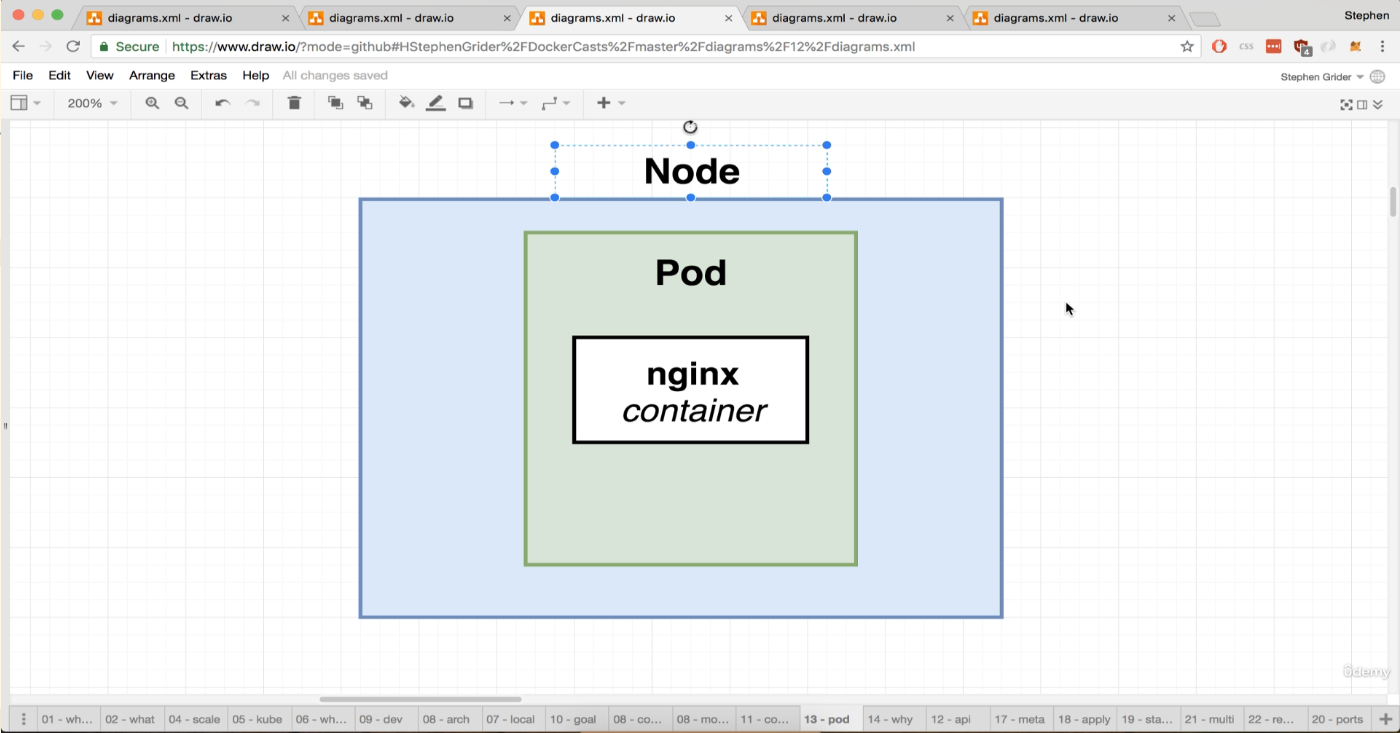 diagrams.xml - draw.io
diagrams.xml - draw.io
diagrams.xml - draw.io
diagrams.xml - draw.io
diagrams.xml - draw.io
Stephen
Secure https://www.draw.io/?mode=github#HStephenGrider%2FDockerCasts%2Fmaster%2Fdiagrams%2F12%2Fdiagrams.xml
CSS
4
File Edit View Arrange Extras Help All changes saved
Stephen Grider
200%
Node
Pod
nginx
container
ûdemy
01 - wh... 02 - what 04 - scale 05 - kube 06 - wh... 09 - dev 08 - arch 07 - local 10 - goal 08 - co... 08 - mo... 11 - co... 13 - pod 14 - why 12 - api 17 - meta 18 - apply 19 - sta... 21 - multi 22 - re... 20 - ports